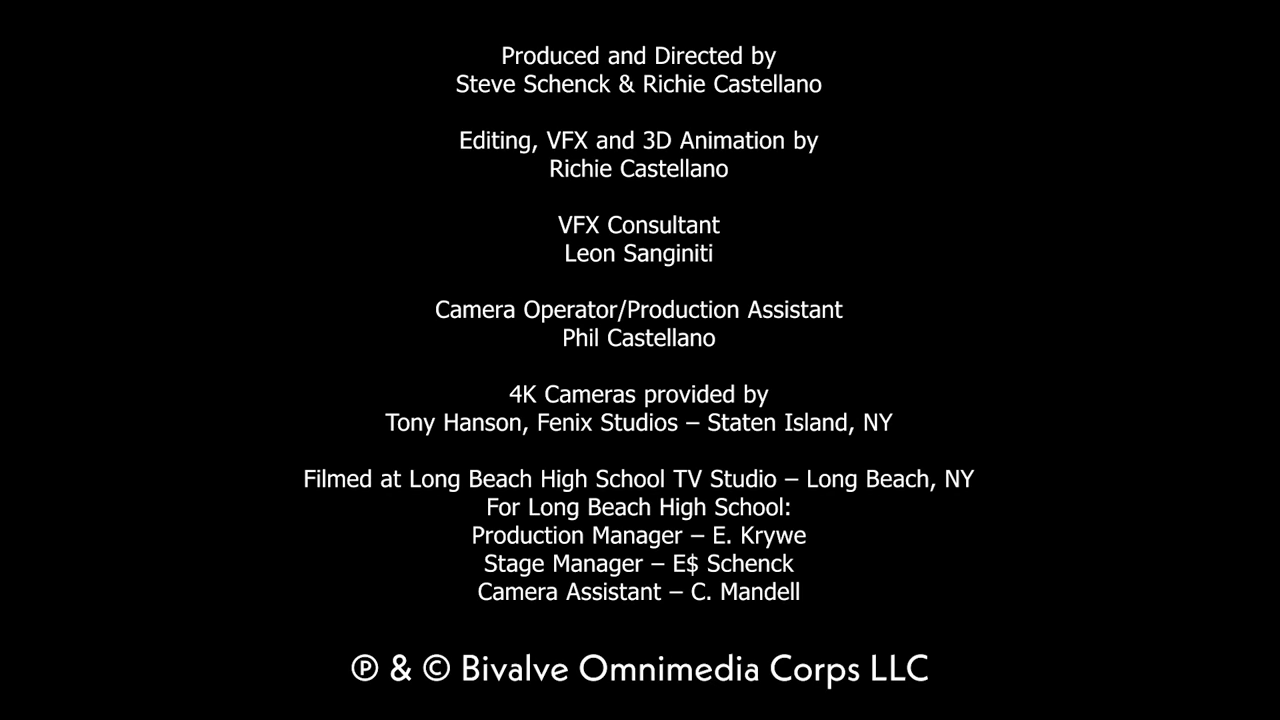 Produced and Directed by
Steve Schenck & Richie Castellano
Editing, VFX and 3D Animation by
Richie Castellano
VFX Consultant
Leon Sanginiti
Camera Operator/Production Assistant
Phil Castellano
4K Cameras provided by
Tony Hanson, Fenix Studios – Staten Island, NY
Filmed at Long Beach High School TV Studio – Long Beach, NY
For Long Beach High School:
Production Manager – E. Krywe
Stage Manager – E$ Schenck
Camera Assistant – C. Mandell
℗ & © Bivalve Omnimedia Corps LLC